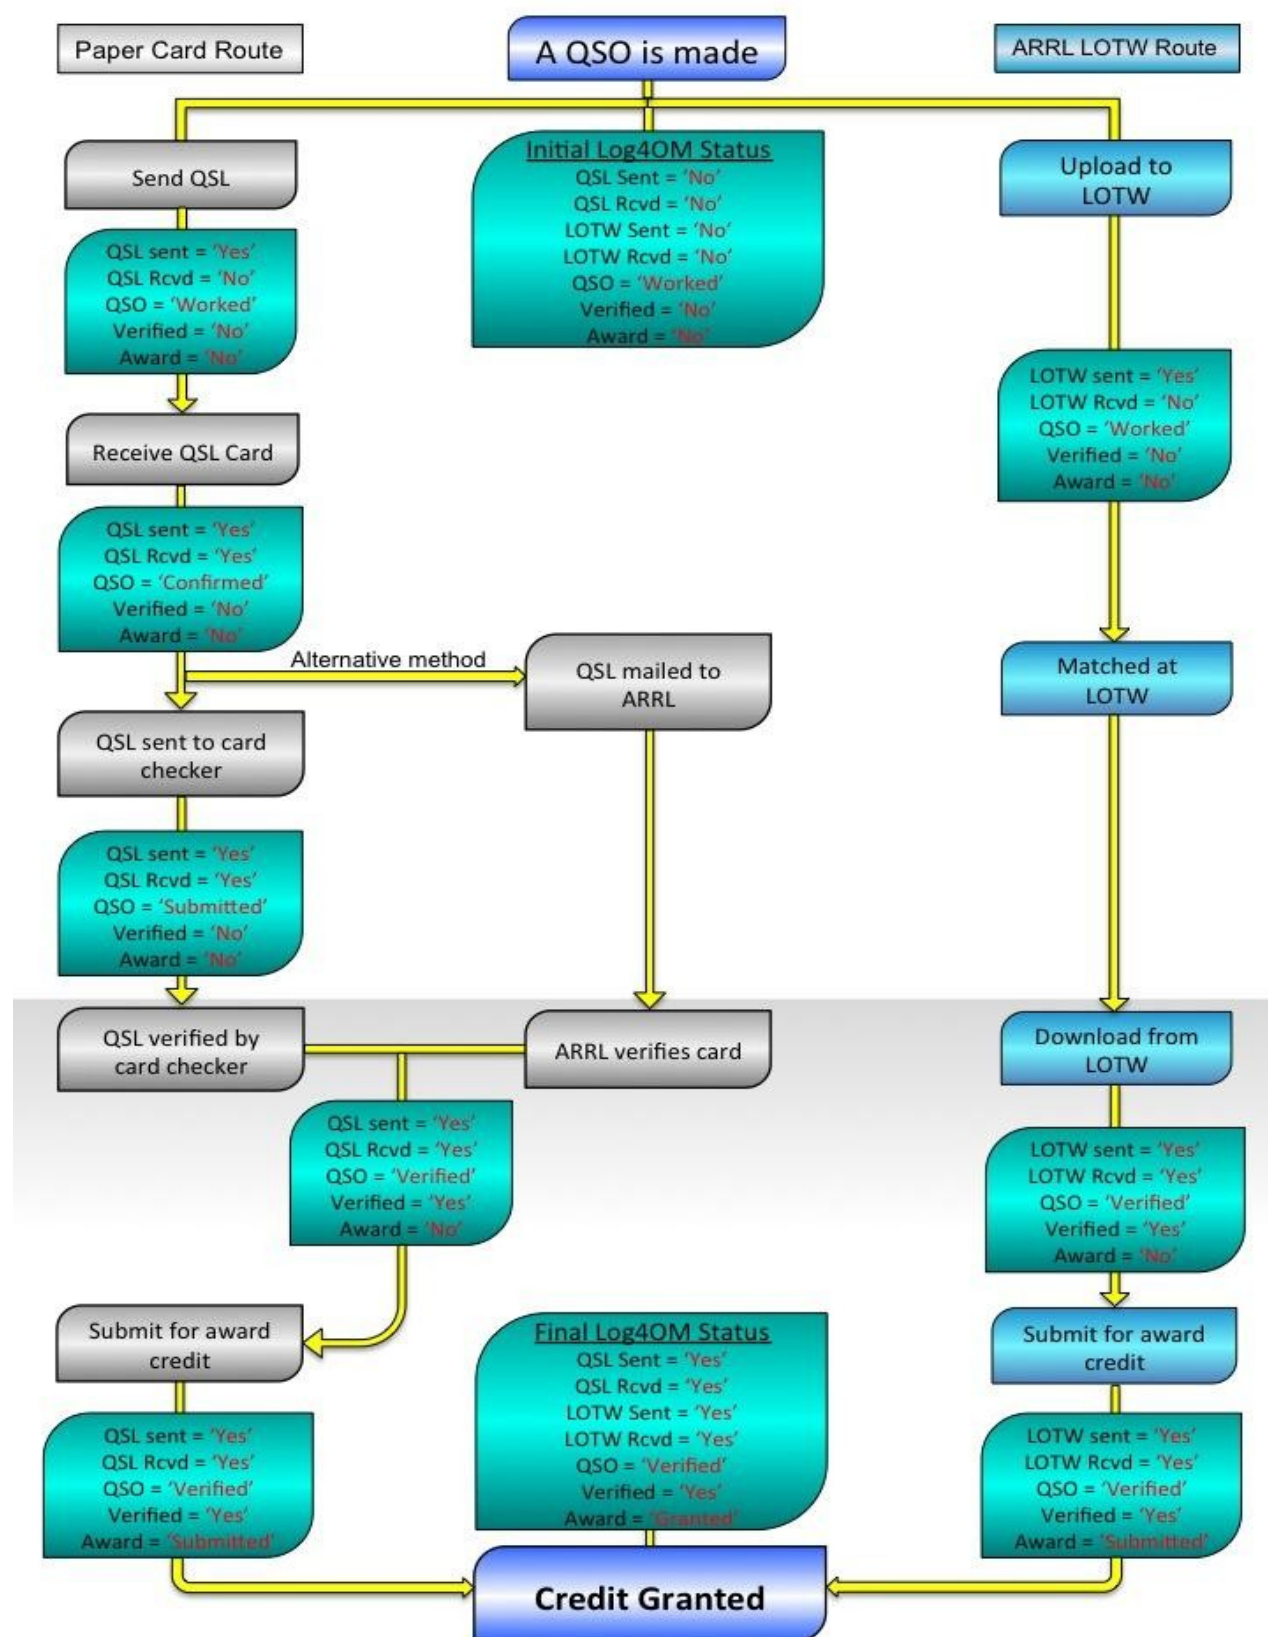 Paper Card Route
A QSO is made
ARRL LOTW Route
Send QSL
QSL sent = ‘Yes’
QSL Rcvd = ‘No’
QSO = ‘Worked’
Verified = ‘No’
Award = ‘No’
Receive QSL Card
QSL sent = ‘Yes’
QSL Rcvd = ‘Yes’
QSO = ‘Confirmed’
Verified = ‘No’
Award = ‘No’
Alternative method
QSL mailed to
ARRL
QSL sent to card
checker
QSL sent = ‘Yes’
QSL Rcvd = ‘Yes’
QSO = ‘Submitted’
Verified = ‘No’
Award = ‘No’
QSL verified by
card checker
ARRL verifies card
QSL sent = ‘Yes’
QSL Rcvd = ‘Yes’
QSO = ‘Verified’
Verified = ‘Yes’
Award = ‘No’
Submit for award
credit
QSL sent = ‘Yes’
QSL Rcvd = ‘Yes’
QSO = ‘Verified’
Verified = ‘Yes’
Award = ‘Submitted’
Initial Log4OM Status
QSL Sent = ‘No’
QSL Rcvd = ‘No’
LOTW Sent = ‘No’
LOTW Rcvd = ‘No’
QSO = ‘Worked’
Verified = ‘No’
Award = ‘No’
Upload to
LOTW
LOTW sent = ‘Yes’
LOTW Rcvd = ‘No’
QSO = ‘Worked’
Verified = ‘No’
Award = ‘No’
Matched at
LOTW
Download from
LOTW
LOTW sent = ‘Yes’
LOTW Rcvd = ‘Yes’
QSO = ‘Verified’
Verified = ‘Yes’
Award = ‘No’
Submit for award
credit
LOTW sent = ‘Yes’
LOTW Rcvd = ‘Yes’
QSO = ‘Verified’
Verified = ‘Yes’
Award = ‘Submitted’
Final Log4OM Status
QSL Sent = ‘Yes’
QSL Rcvd = ‘Yes’
LOTW Sent = ‘Yes’
LOTW Rcvd = ‘Yes’
QSO = ‘Verified’
Verified = ‘Yes’
Award = ‘Granted’
Credit Granted